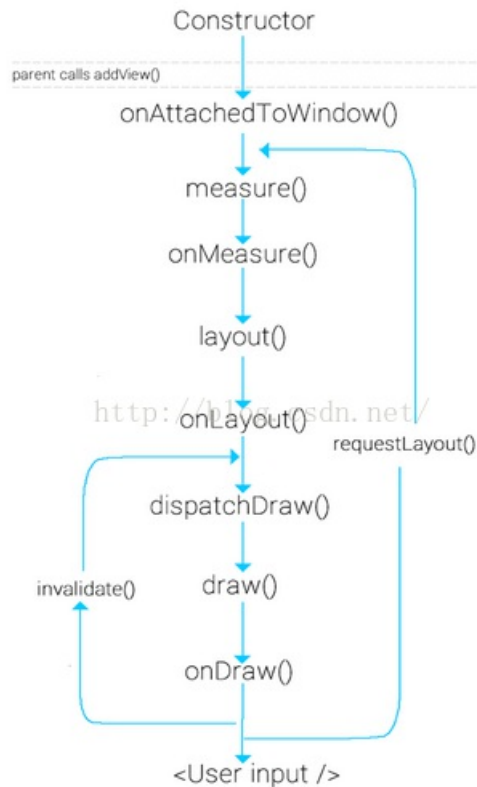 Constructor
parent calls addView()
onAttachedToWindow()
measure()
onMeasure()
layout()
http://blog.csdn.net/
onLayout()
requestLayout()
dispatchDraw()
draw()
invalidate()
onDraw()
<User input />